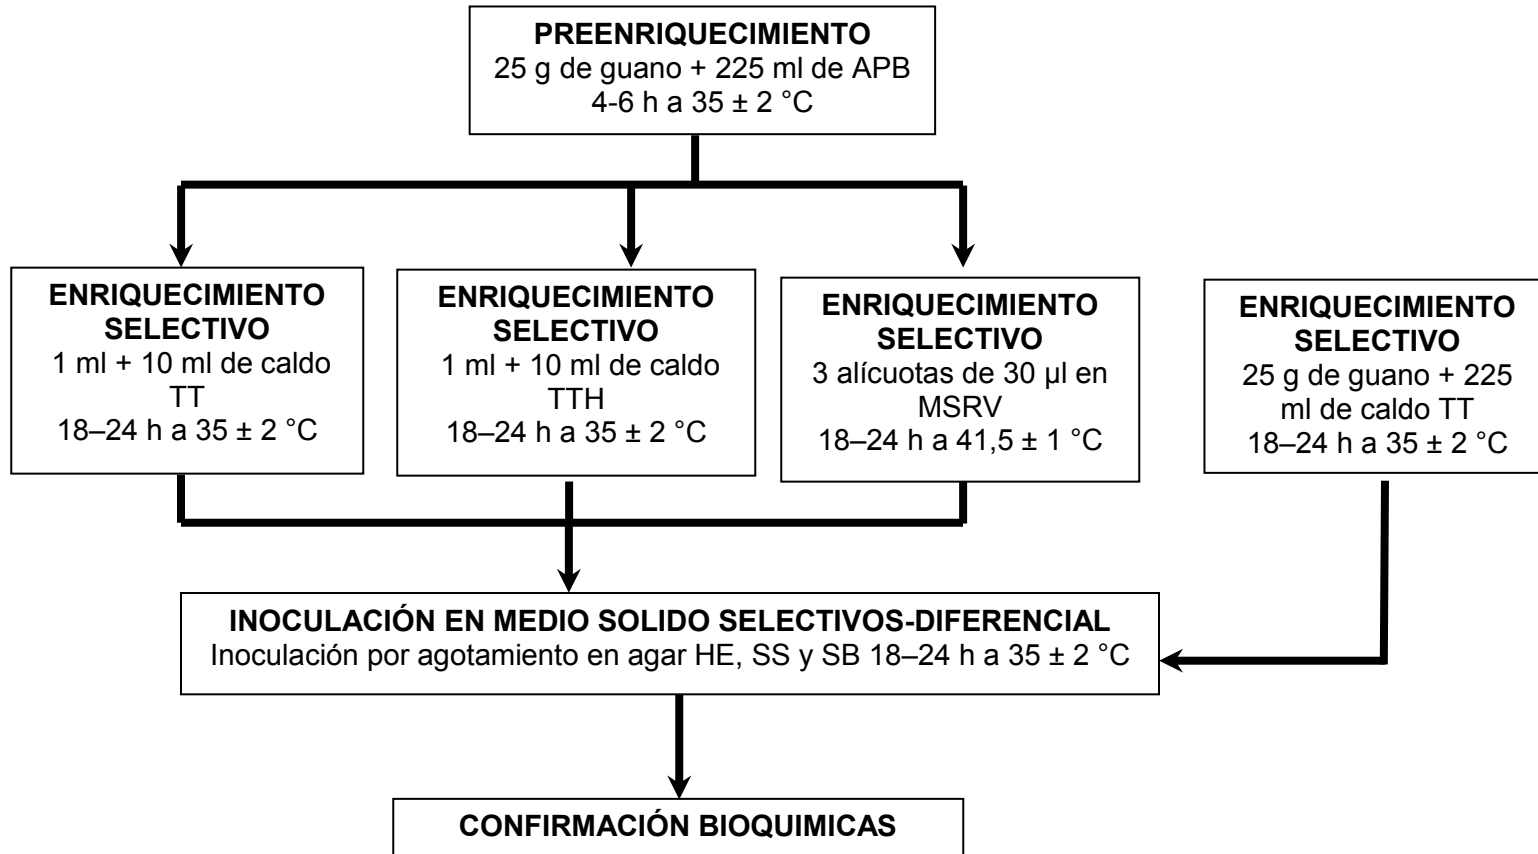 PREENRIQUECIMIENTO
25 g de guano + 225 ml de APB
4-6 h a 35 ± 2 °C
ENRIQUECIMIENTO
SELECTIVO
1 ml + 10 ml de caldo
TT
18–24 h a 35 ± 2 °C
ENRIQUECIMIENTO
SELECTIVO
1 ml + 10 ml de caldo
TTH
18–24 h a 35 ± 2 °C
ENRIQUECIMIENTO
SELECTIVO
3 alícuotas de 30 µl en
MSRV
18–24 h a 41,5 ± 1 °C
ENRIQUECIMIENTO
SELECTIVO
25 g de guano + 225
ml de caldo TT
18–24 h a 35 ± 2 °C
INOCULACIÓN EN MEDIO SOLIDO SELECTIVOS-DIFERENCIAL
Inoculación por agotamiento en agar HE, SS y SB 18–24 h a 35 ± 2 °C
CONFIRMACIÓN BIOQUIMICAS